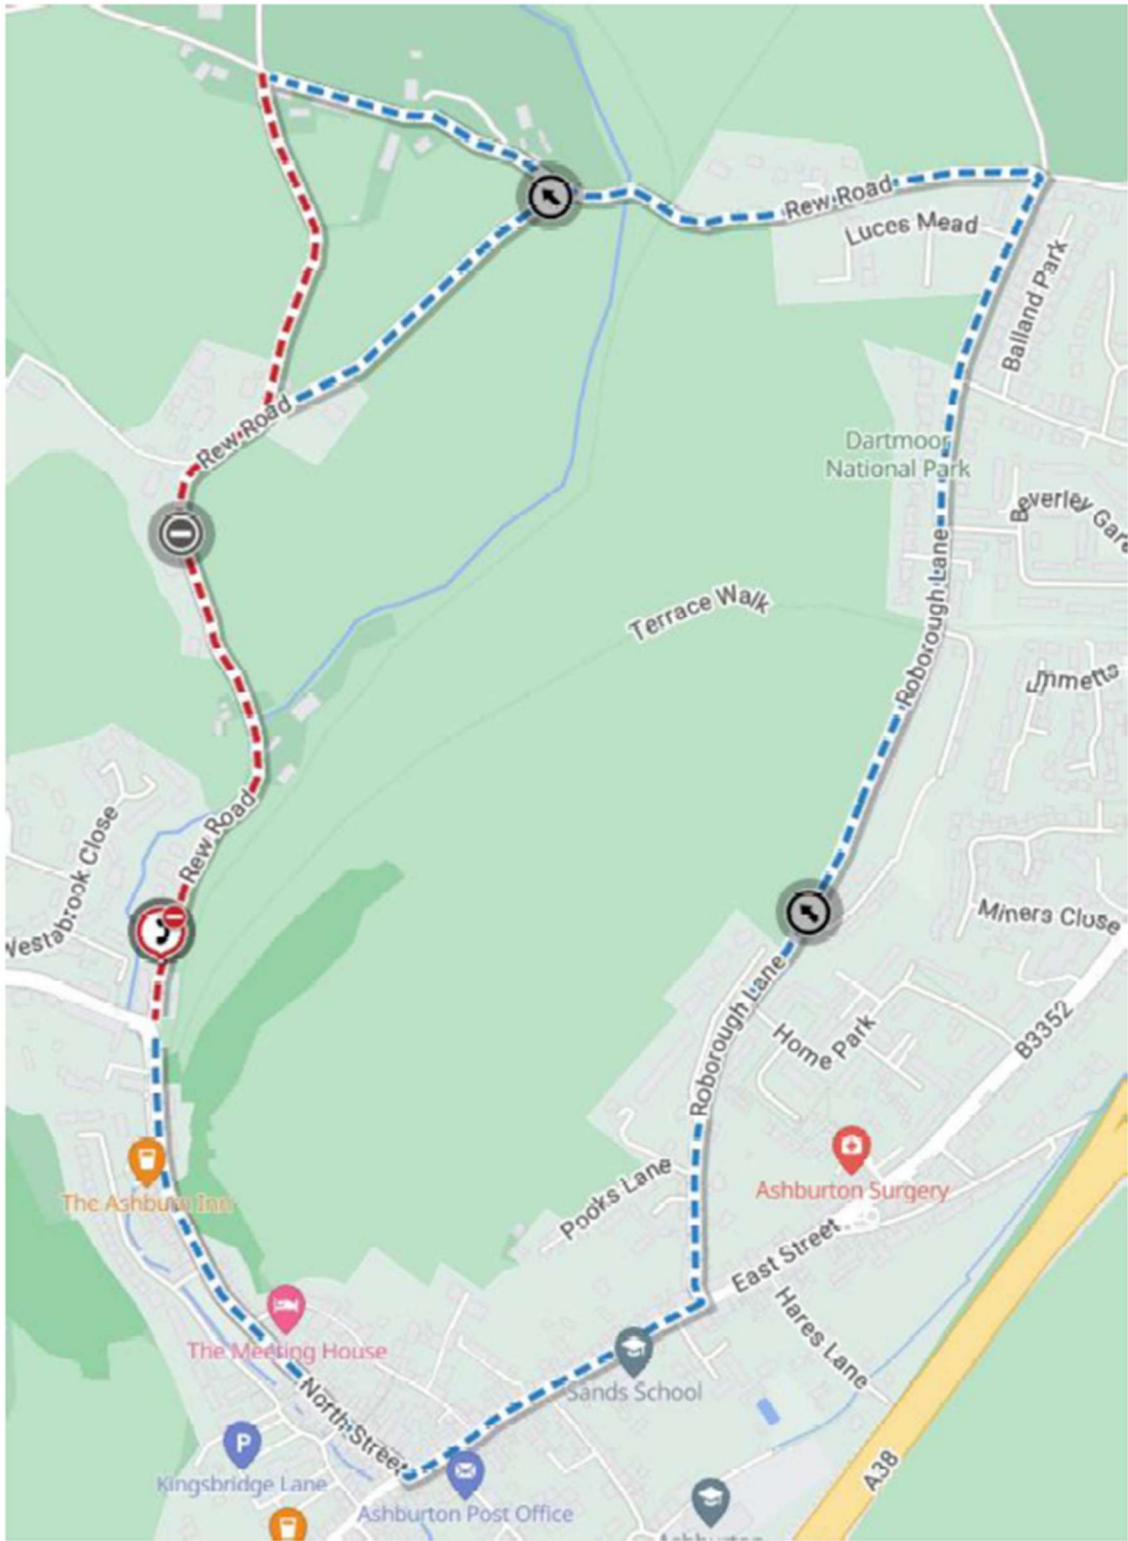 Rew Road
Luccs Mead
Balland Park
Rew Road
Dartmoor
National Park
Beverley Gar
Roborough Lane
Terrace Walk
Emmetts
Rew Road
Westabrook Close
Miners Close
Roborough Lane
Home Park
B3352
The Ashburn Inn
Pooks Lane
Ashburton Surgery
East Street
Hares Lane
The Meeting House
Sands School
North Street
P
Kingsbridge Lane
A38
Ashburton Post Office
Ashburton